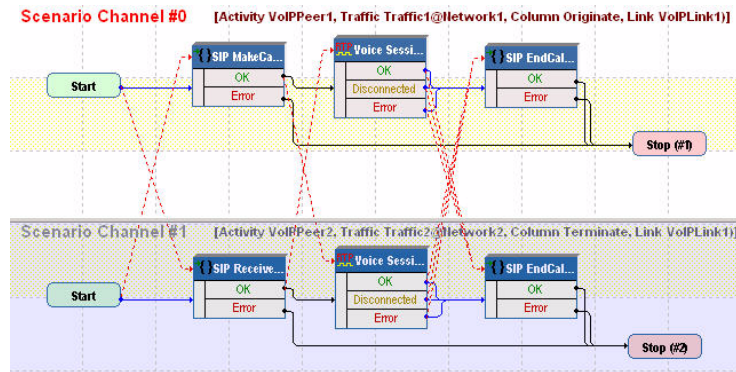 Scenario Channel #0 [Activity VoIPPeer1, Traffic Traffic1@Network1, Column Originate, Link VoIPLink1)]
Start
{}SIP MakeCa...
OK
Error
Voice Sessi...
OK
Disconnected
Error
{}SIP EndCal...
OK
Error
Stop (#1)
Scenario Channel #1 [Activity VoIPPeer2, Traffic Traffic2@Network2, Column Terminate, Link VoIPLink1)]
Start
{}SIP Receive...
OK
Error
Voice Sessi...
OK
Disconnected
Error
{}SIP EndCal...
OK
Error
Stop (#2)